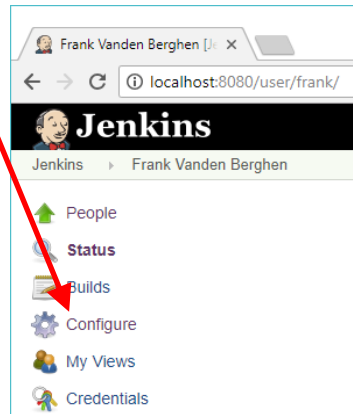 Frank Vanden Berghen [Je
localhost:8080/user/frank/
Jenkins
Jenkins Frank Vanden Berghen
People
Status
Builds
Configure
My Views
Credentials